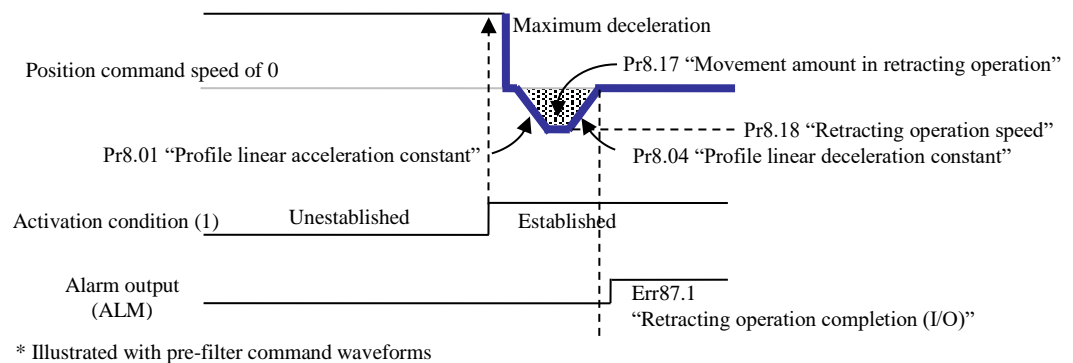 Maximum deceleration
Position command speed of 0
Pr8.17 “Movement amount in retracting operation”
Pr8.18 “Retracting operation speed”
Pr8.01 “Profile linear acceleration constant”
Pr8.04 “Profile linear deceleration constant”
Activation condition (1)
Unestablished
Established
Alarm output
(ALM)
Err87.1
“Retracting operation completion (I/O)”
* Illustrated with pre-filter command waveforms